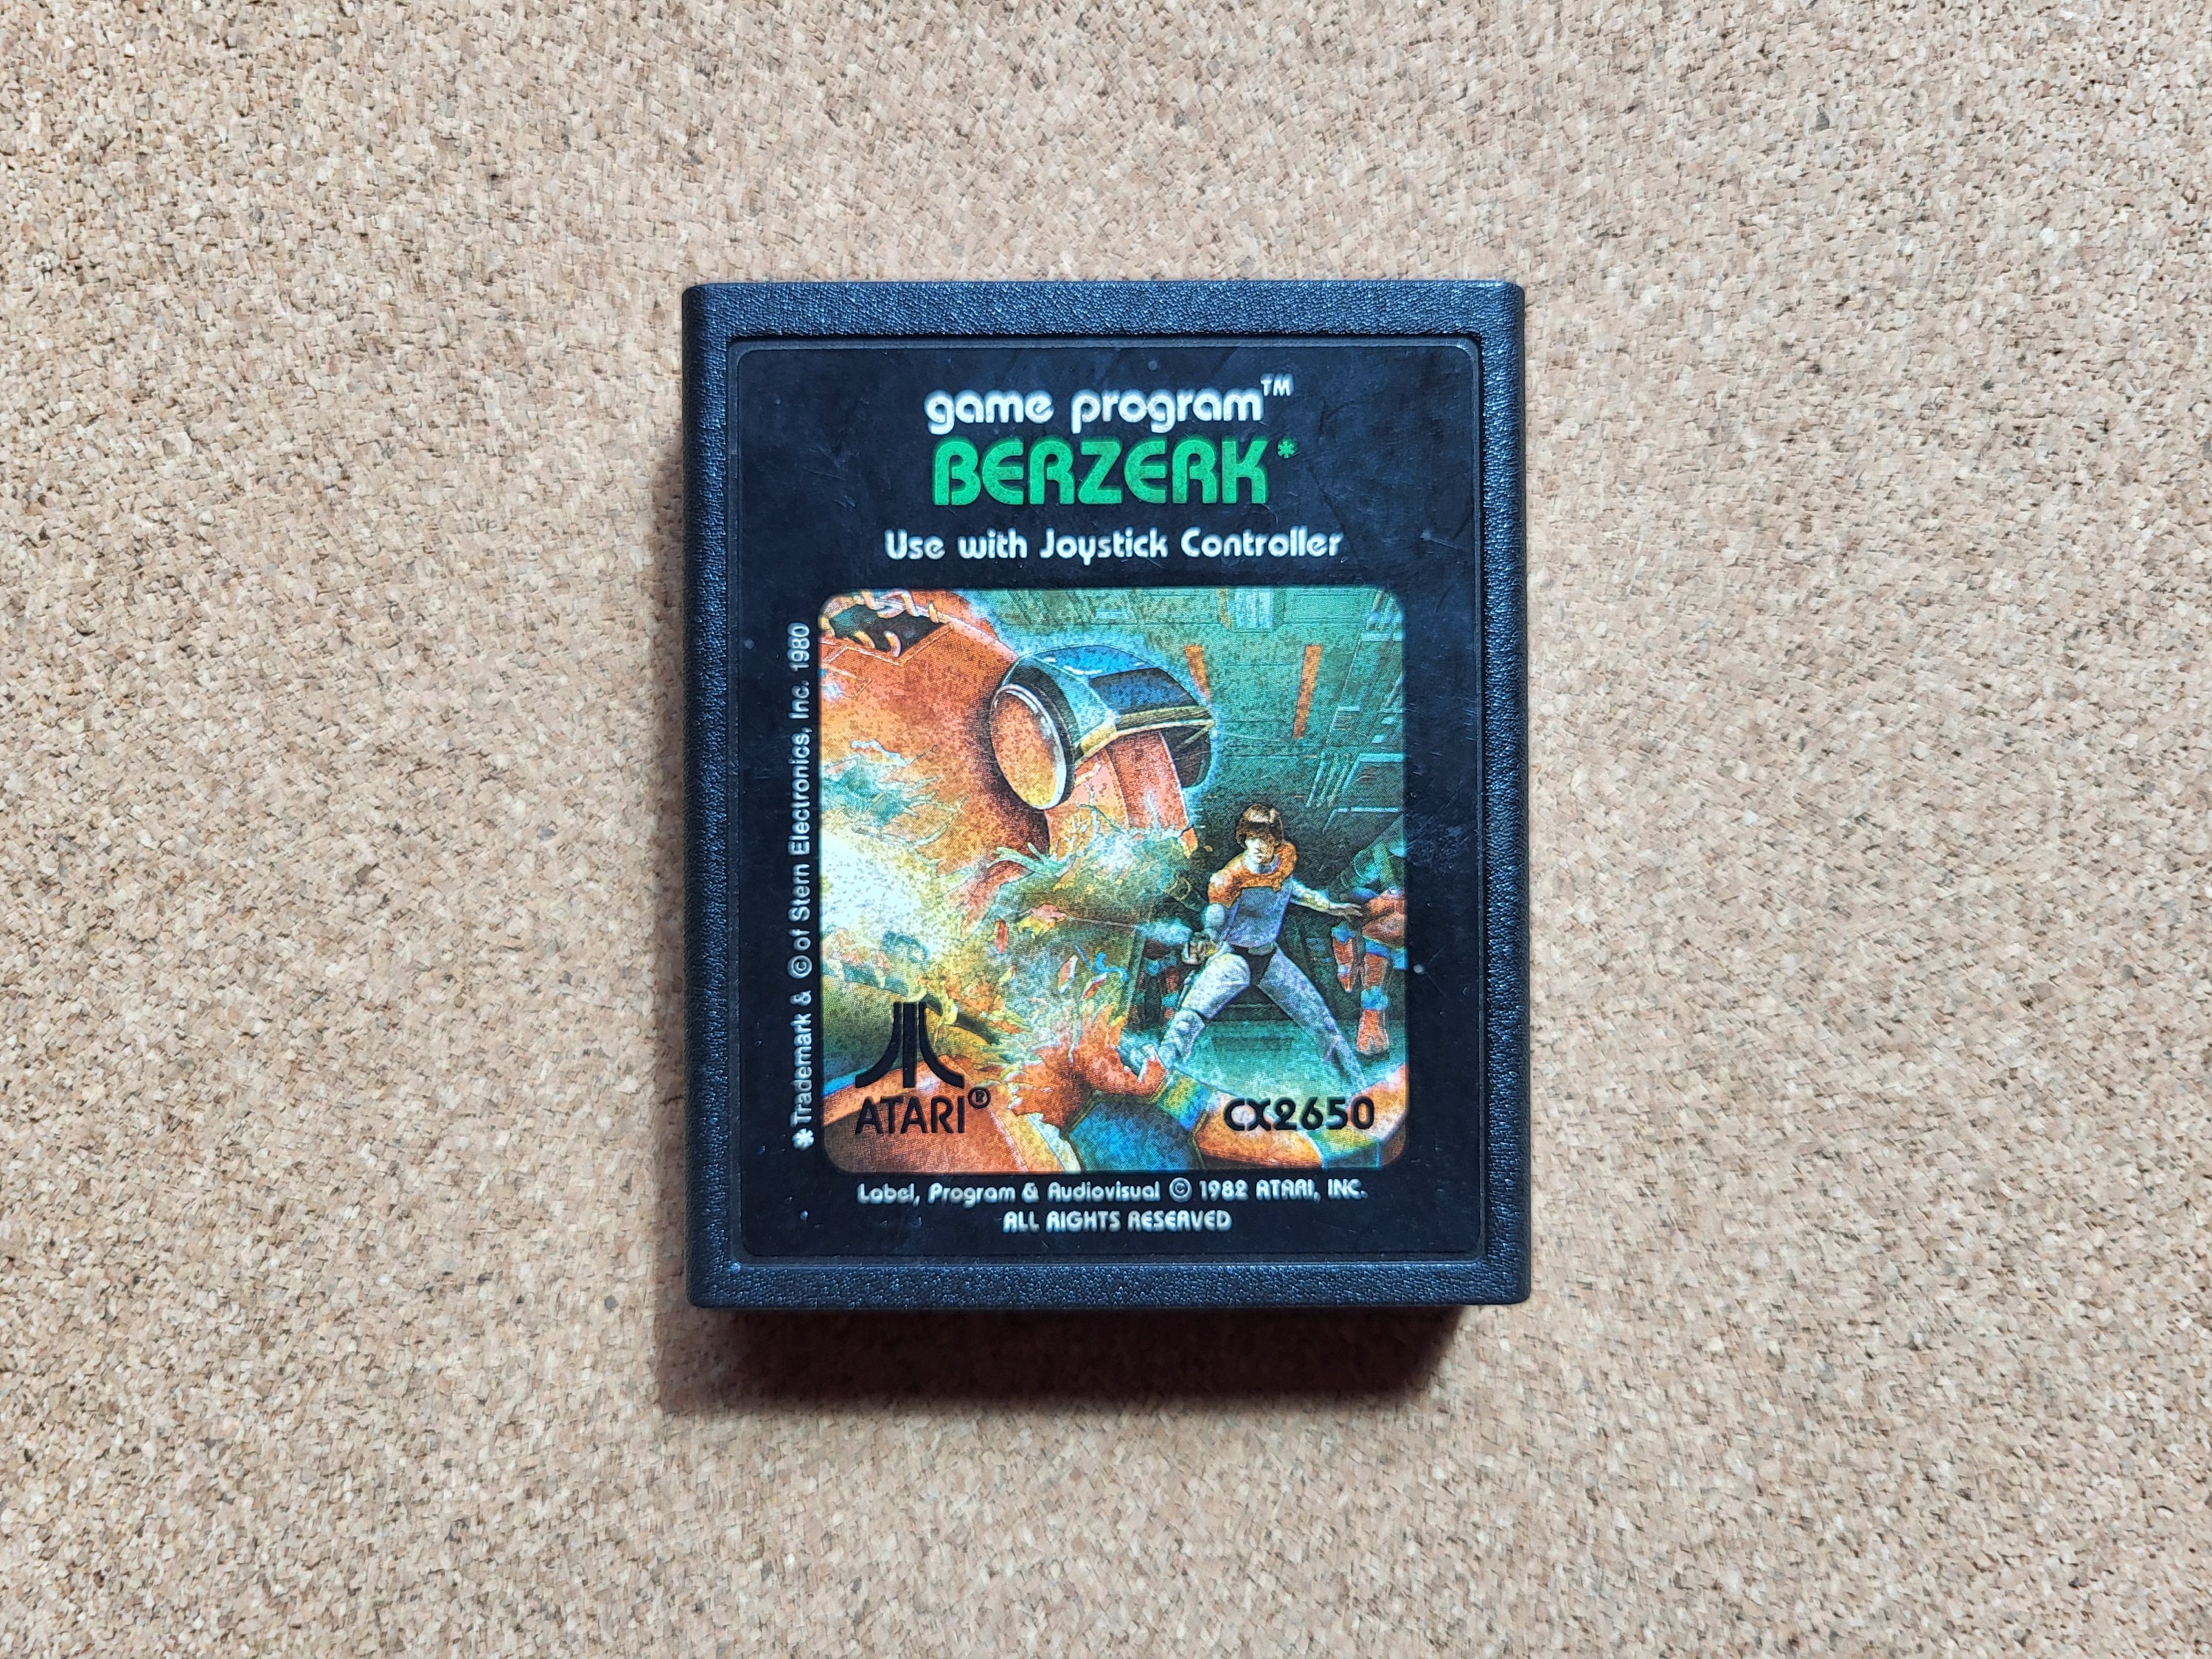 game program™
BERZERK*
Use with Joystick Controller
*Trademark & © of Stern Electronics, Inc. 1980
ATARI®
CX2650
Label, Program & Audiovisual © 1982 ATARI, INC.
ALL RIGHTS RESERVED